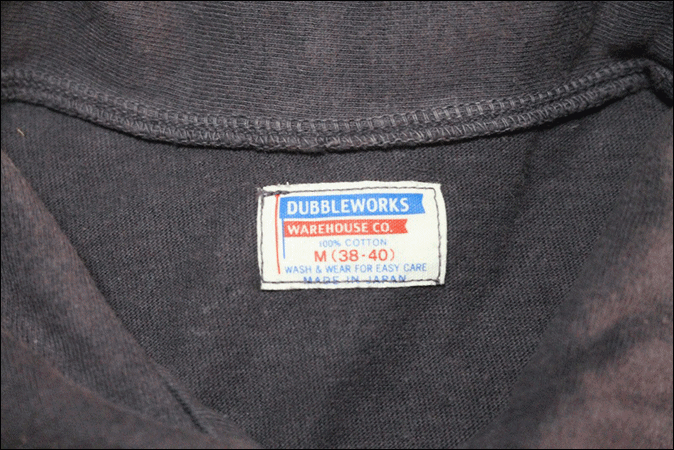 DUBBLEWORKS
WAREHOUSE CO.
100% COTTON
M (38-40)
WASH & WEAR FOR EASY CARE
MADE IN JAPAN